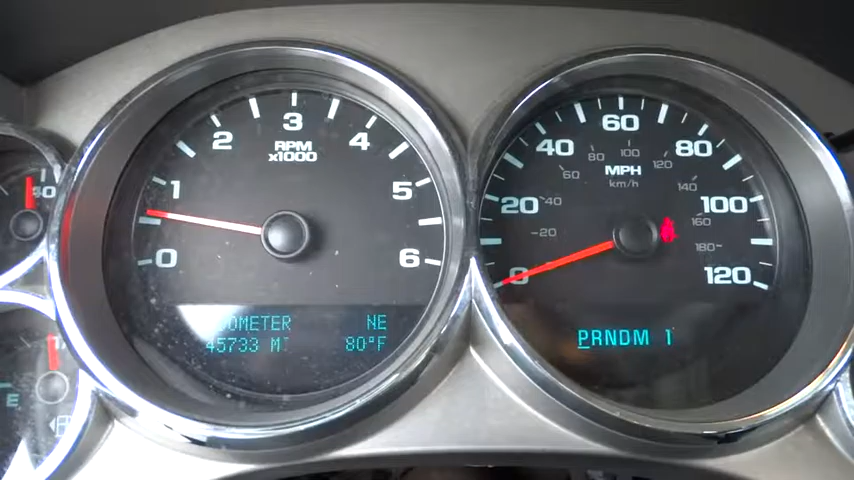 3
2
4
RPM
x1000
1
5
0
6
ODOMETER NE
45733 MI 80°F
60
40 80
80 100 120
60 MPH 140
km/h
20 40 160 100
20 180
0 120
PRNDM 1
E